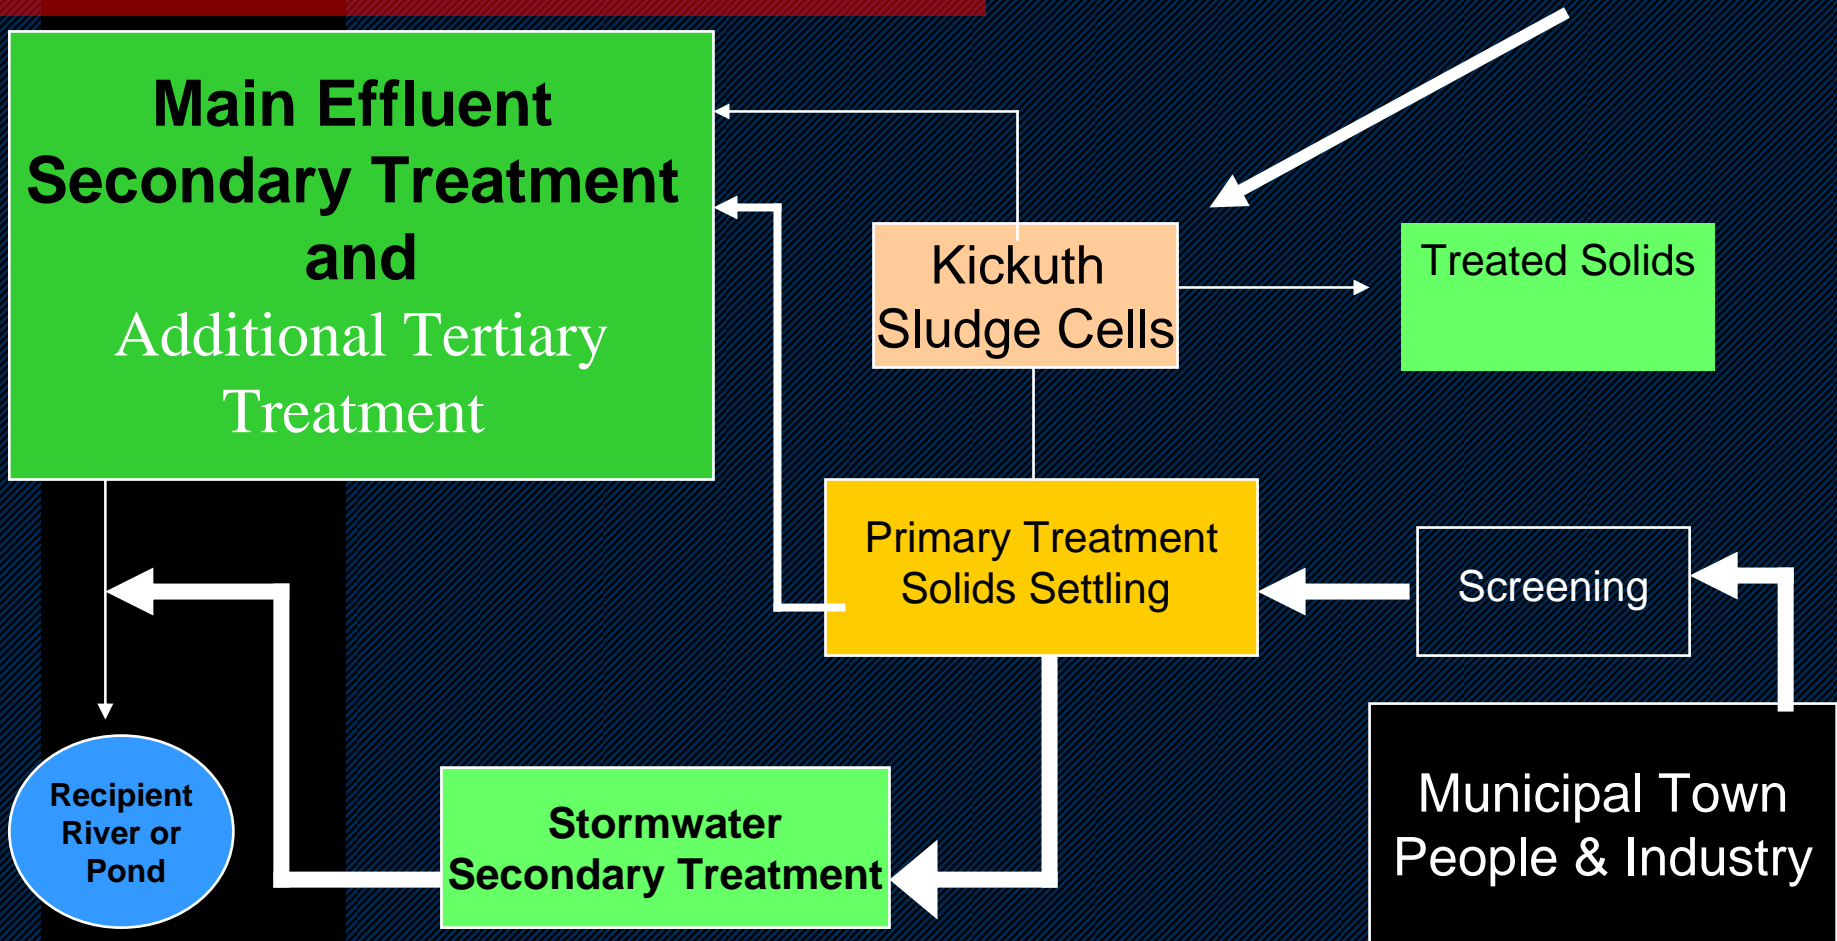 Main Effluent
Secondary Treatment
and
Additional Tertiary
Treatment
Kickuth
Sludge Cells
Treated Solids
Primary Treatment
Solids Settling
Screening
Municipal Town
People & Industry
Stormwater
Secondary Treatment
Recipient
River or
Pond